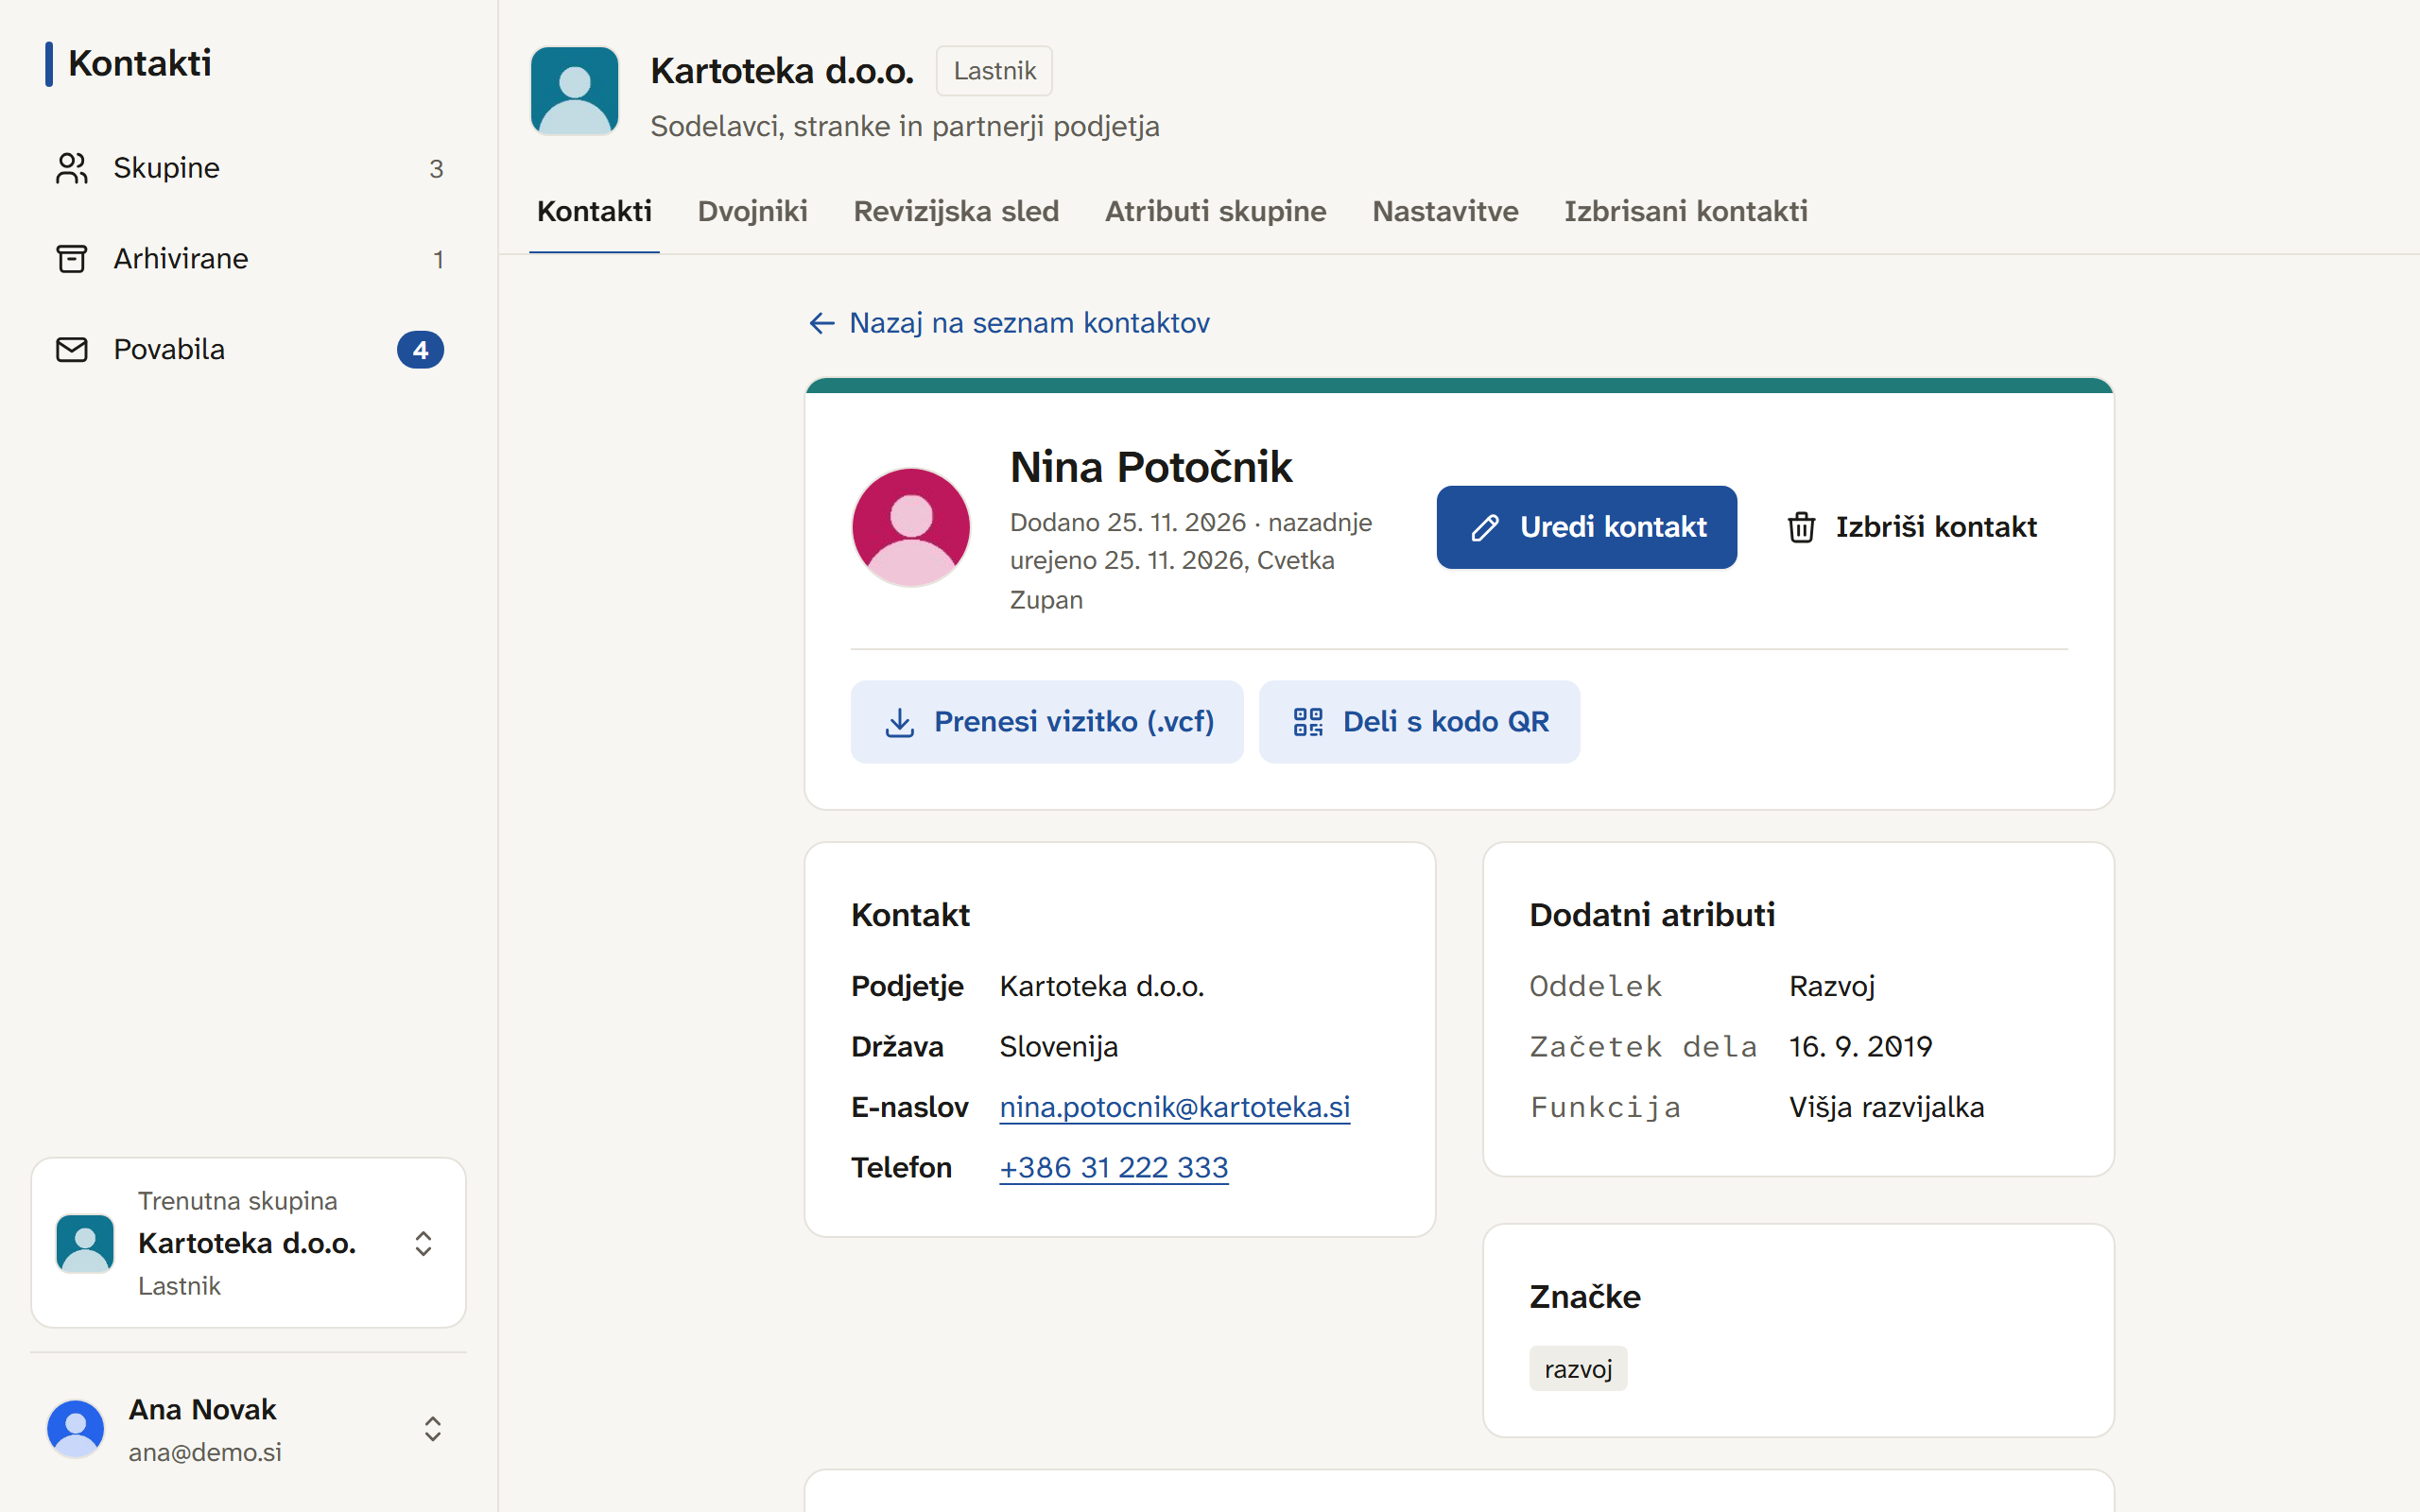 Kontakti
Skupine 3
Arhivirane 1
Povabila 4
Trenutna skupina
Kartoteka d.o.o.
Lastnik
Ana Novak
ana@demo.si
Kartoteka d.o.o. Lastnik
Sodelavci, stranke in partnerji podjetja
Kontakti Dvojniki Revizijska sled Atributi skupine Nastavitve Izbrisani kontakti
Nazaj na seznam kontaktov
Nina Potočnik
Dodano 25. 11. 2026 · nazadnje
urejeno 25. 11. 2026, Cvetka
Zupan
Uredi kontakt Izbriši kontakt
Prenesi vizitko (.vcf) Deli s kodo QR
Kontakt
Podjetje Kartoteka d.o.o.
Država Slovenija
E-naslov nina.potocnik@kartoteka.si
Telefon +386 31 222 333
Dodatni atributi
Oddelek Razvoj
Začetek dela 16. 9. 2019
Funkcija Višja razvijalka
Značke
razvoj